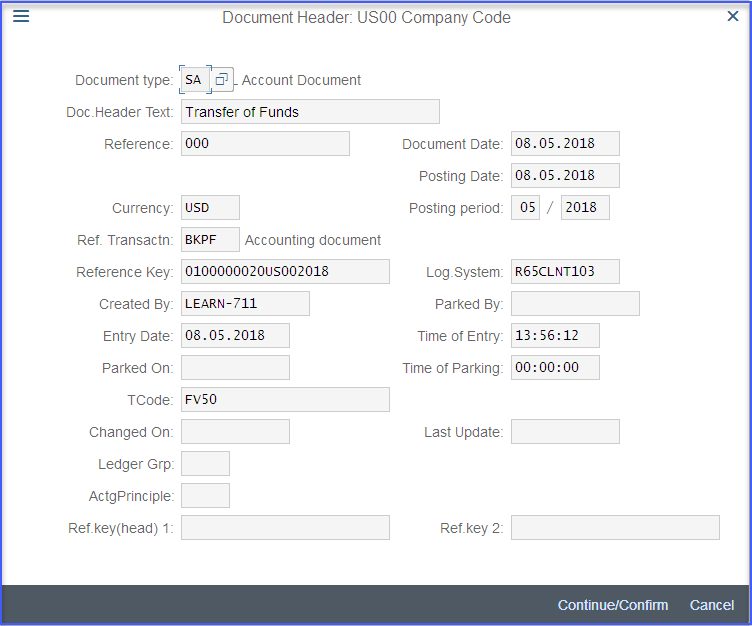 Document Header: US00 Company Code
Document type: SA Account Document
Doc.Header Text: Transfer of Funds
Reference: 000 Document Date: 08.05.2018
Posting Date: 08.05.2018
Currency: USD Posting period: 05 / 2018
Ref. Transactn: BKPF Accounting document
Reference Key: 0100000020US002018 Log.System: R65CLNT103
Created By: LEARN-711 Parked By:
Entry Date: 08.05.2018 Time of Entry: 13:56:12
Parked On: Time of Parking: 00:00:00
TCode: FV50
Changed On: Last Update:
Ledger Grp:
ActgPrinciple:
Ref.key(head) 1: Ref.key 2:
Continue/Confirm Cancel